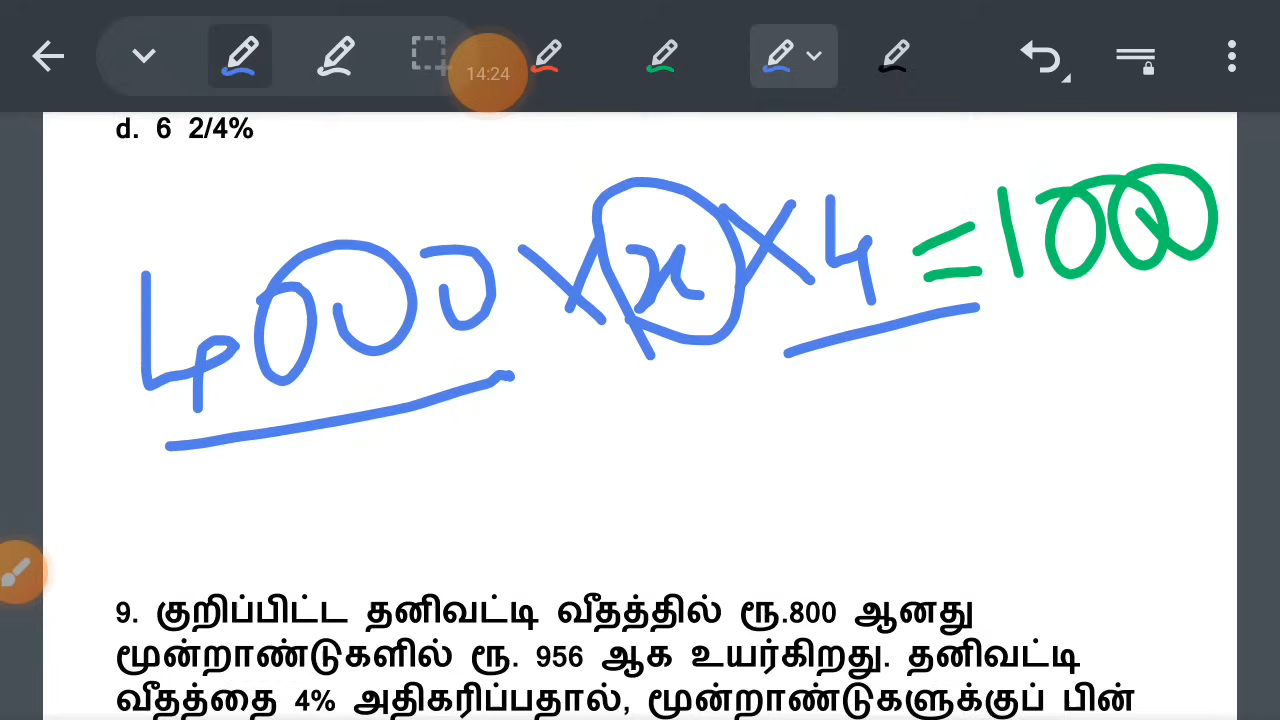 14:24
d. 6 2/4%
4000 × x × 4 = 1000
9. குறிப்பிட்ட தனிவட்டி வீதத்தில் ரூ.800 ஆனது
மூன்றாண்டுகளில் ரூ. 956 ஆக உயர்கிறது. தனிவட்டி
வீதத்தை 4% அதிகரிப்பதால், மூன்றாண்டுகளுக்குப் பின்